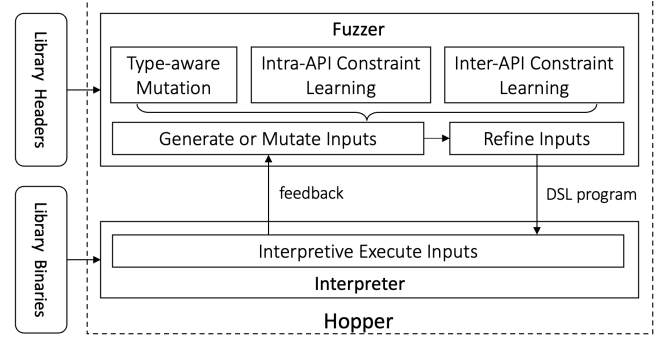 Library
Headers
Fuzzer
Type-aware
Mutation
Intra-API Constraint
Learning
Inter-API Constraint
Learning
Generate or Mutate Inputs
Refine Inputs
feedback
DSL program
Library
Binaries
Interpretive Execute Inputs
Interpreter
Hopper